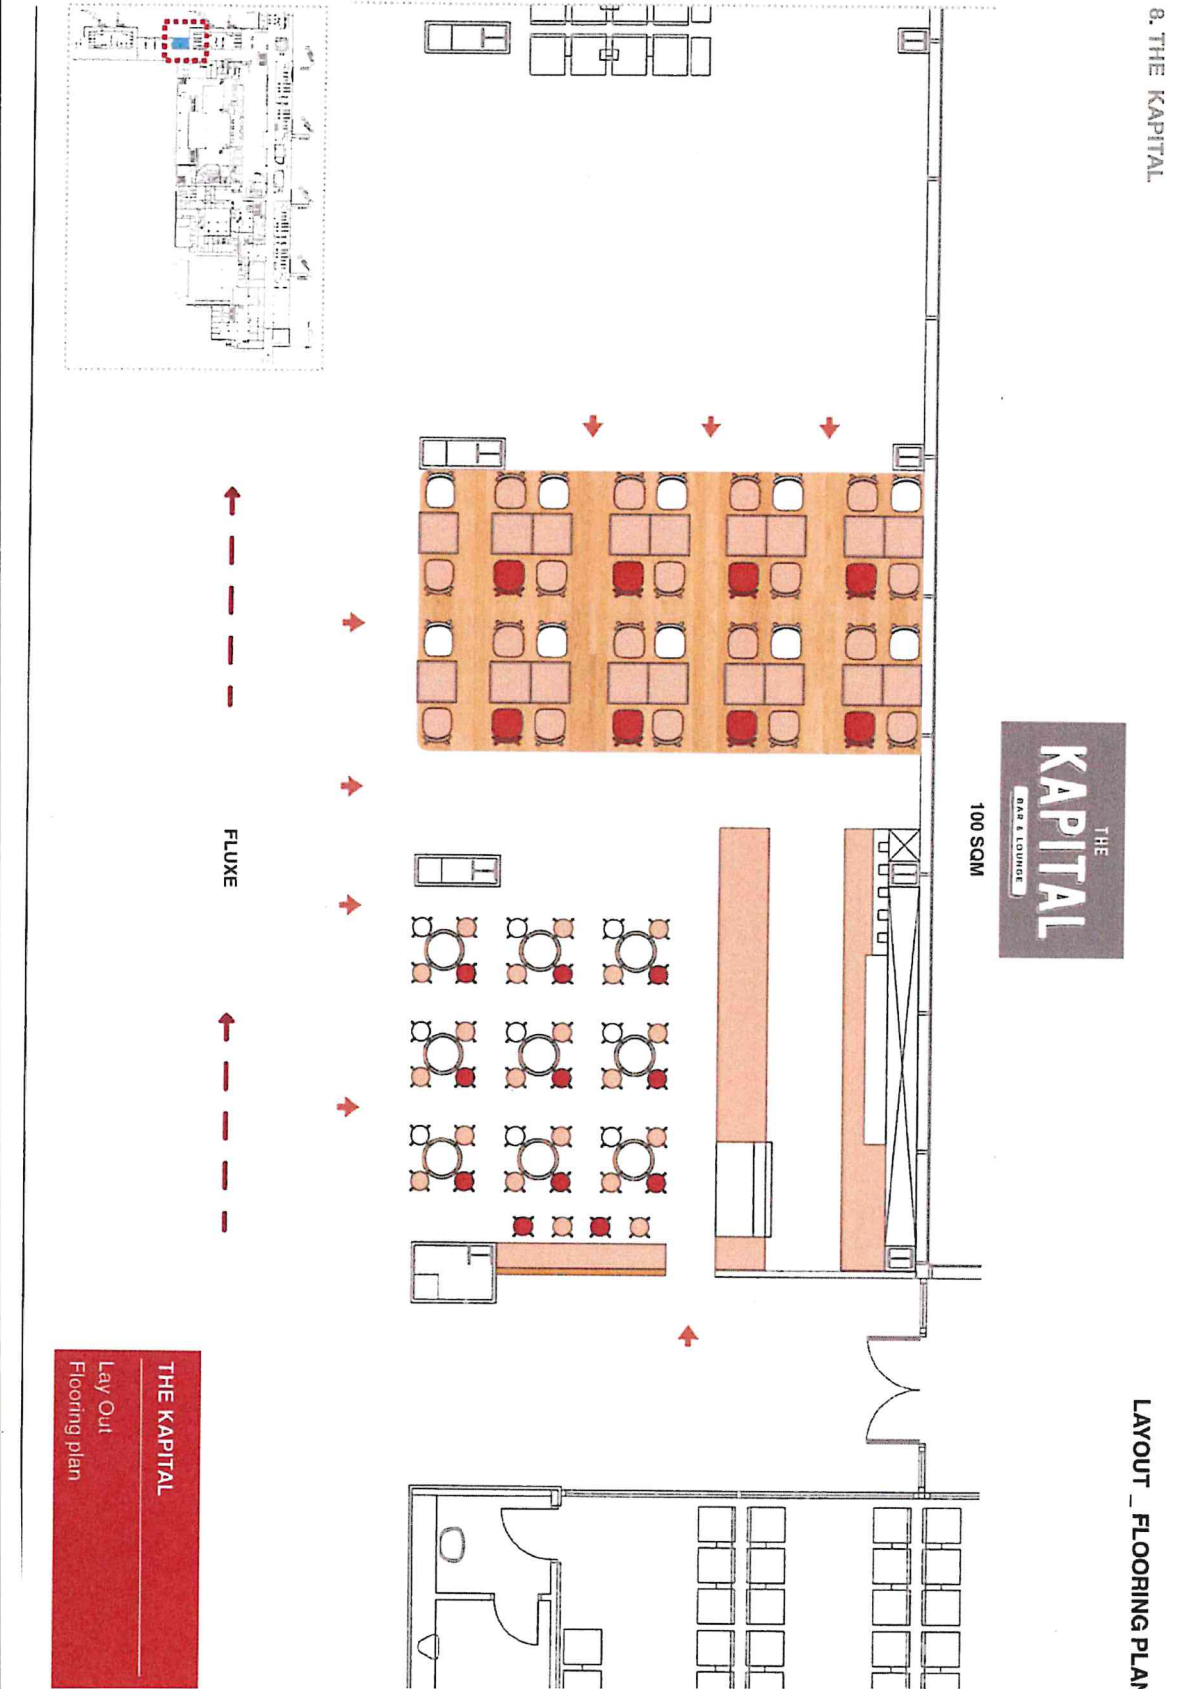 8. THE KAPITAL
LAYOUT _ FLOORING PLAN
THE
KAPITAL
BAR & LOUNGE
100 SQM
FLUXE
THE KAPITAL
Lay Out
Flooring plan